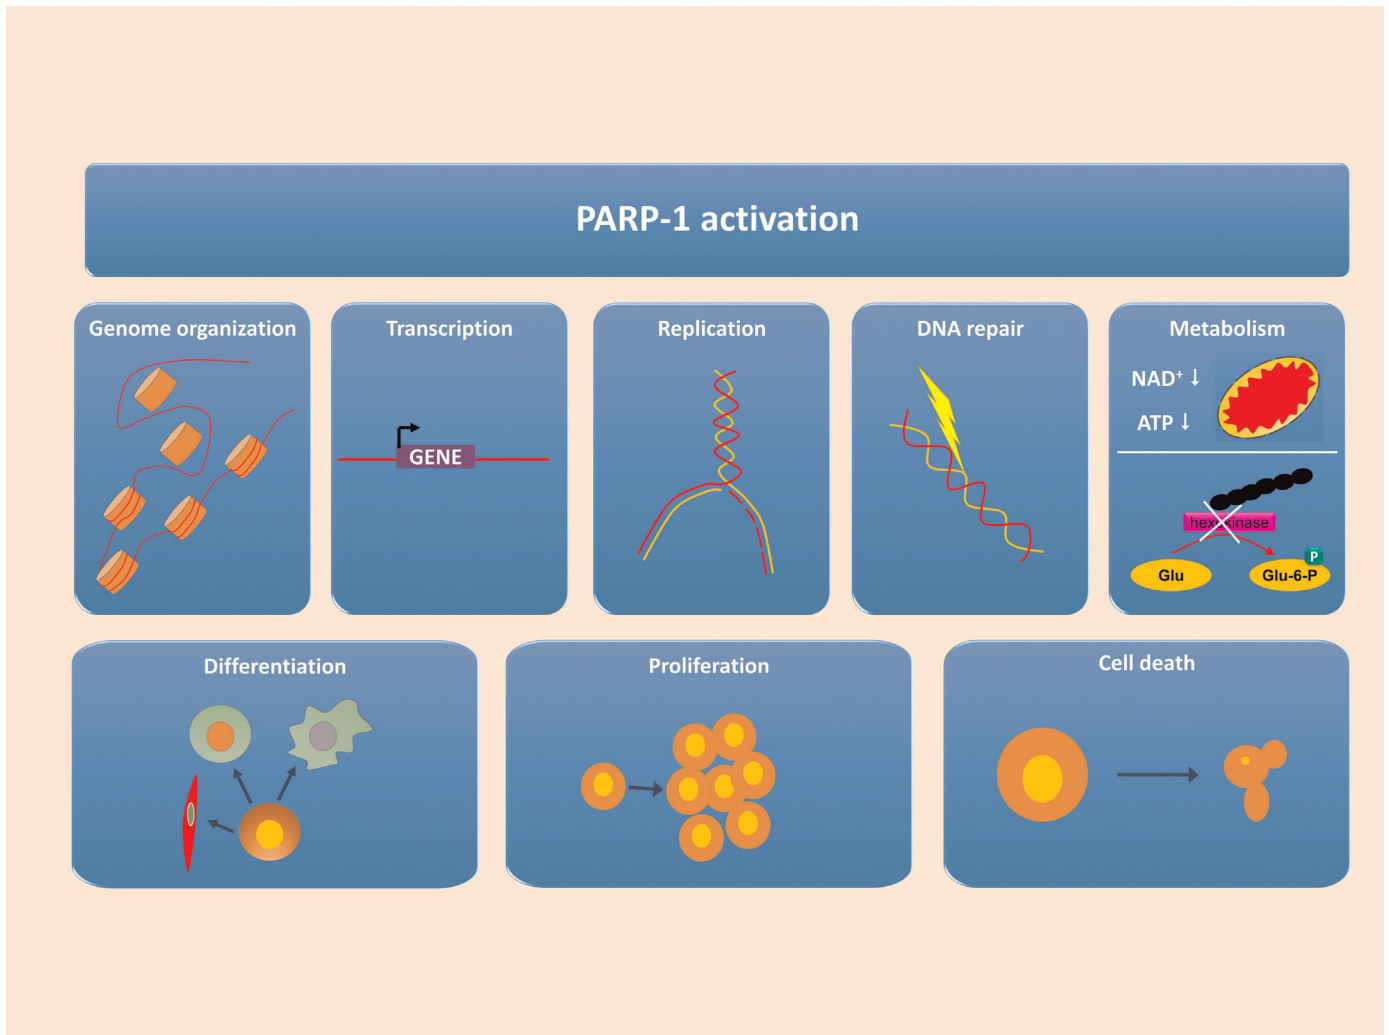 PARP-1 activation
Genome organization
Transcription
Replication
DNA repair
Metabolism
GENE
NAD⁺ ↓
ATP ↓
hexokinase
P
Glu
Glu-6-P
Differentiation
Proliferation
Cell death